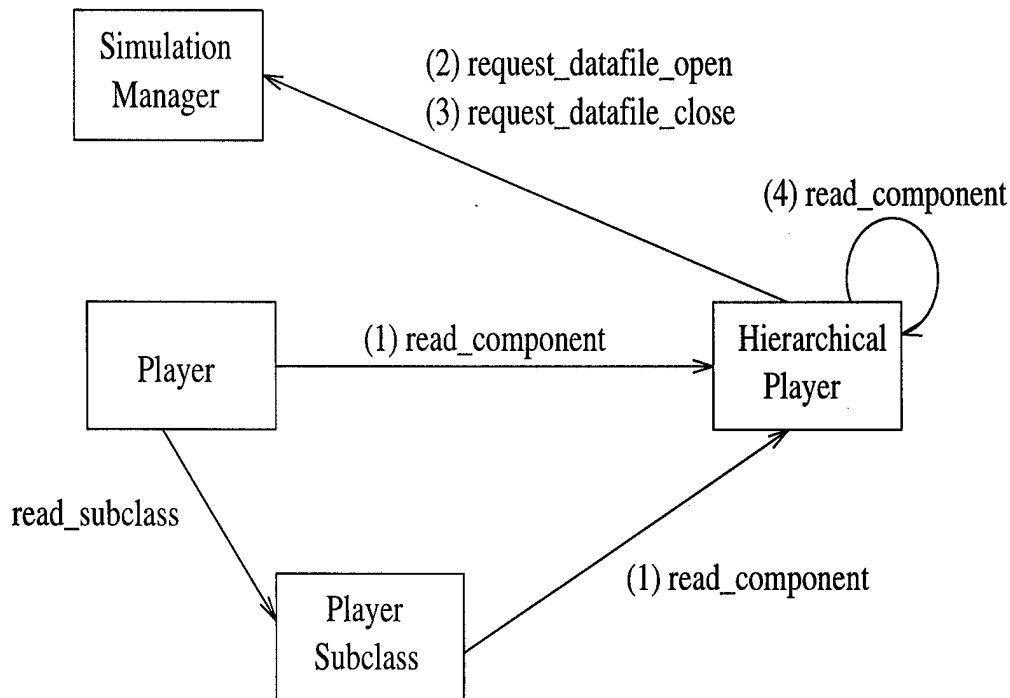 Simulation
Manager
(2) request_datafile_open
(3) request_datafile_close
(4) read_component
Player
(1) read_component
Hierarchical
Player
read_subclass
Player
Subclass
(1) read_component